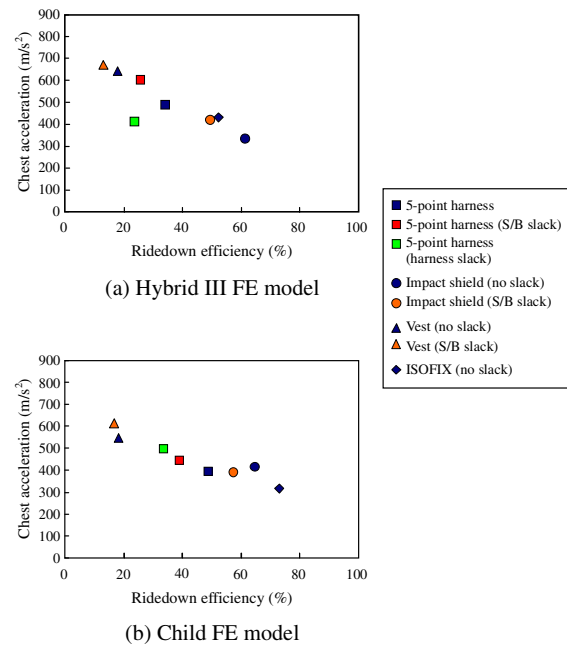 Chest acceleration (m/s²)
900
800
700
600
500
400
300
200
100
0
0 20 40 60 80 100
Ridedown efficiency (%)
(a) Hybrid III FE model
5-point harness
5-point harness (S/B slack)
5-point harness
(harness slack)
Impact shield (no slack)
Impact shield (S/B slack)
Vest (no slack)
Vest (S/B slack)
ISOFIX (no slack)
Chest acceleration (m/s²)
900
800
700
600
500
400
300
200
100
0
0 20 40 60 80 100
Ridedown efficiency (%)
(b) Child FE model